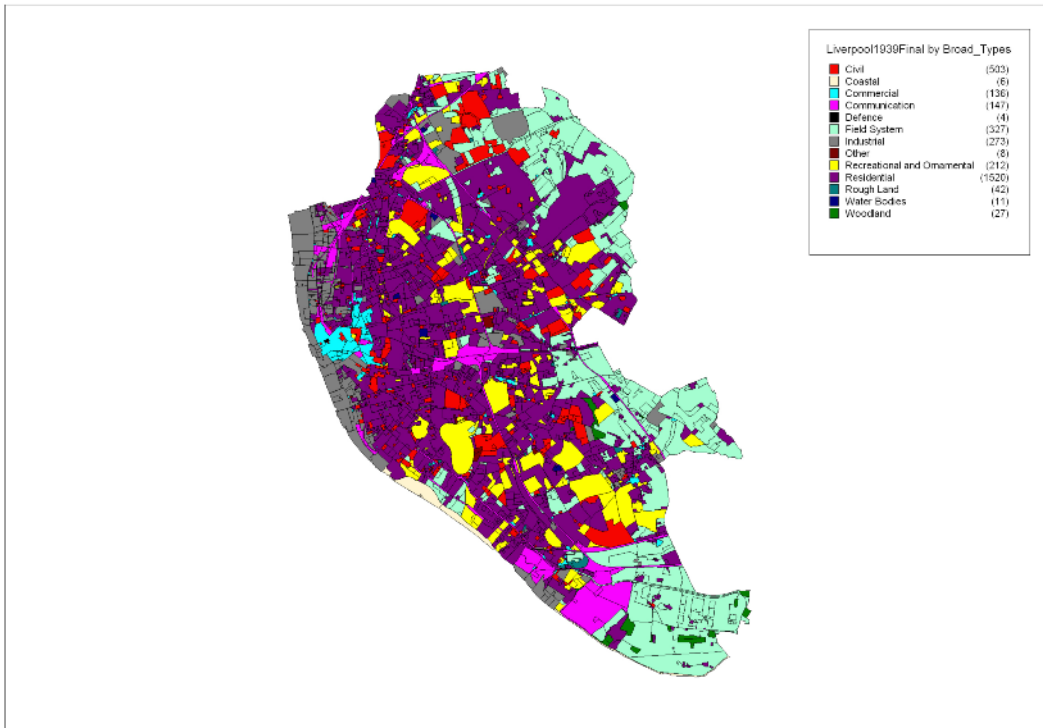 Liverpool1939Final by Broad_Types
Civil (503)
Coastal (6)
Commercial (136)
Communication (147)
Defence (4)
Field System (327)
Industrial (273)
Other (8)
Recreational and Ornamental (212)
Residential (1520)
Rough Land (42)
Water Bodies (11)
Woodland (27)